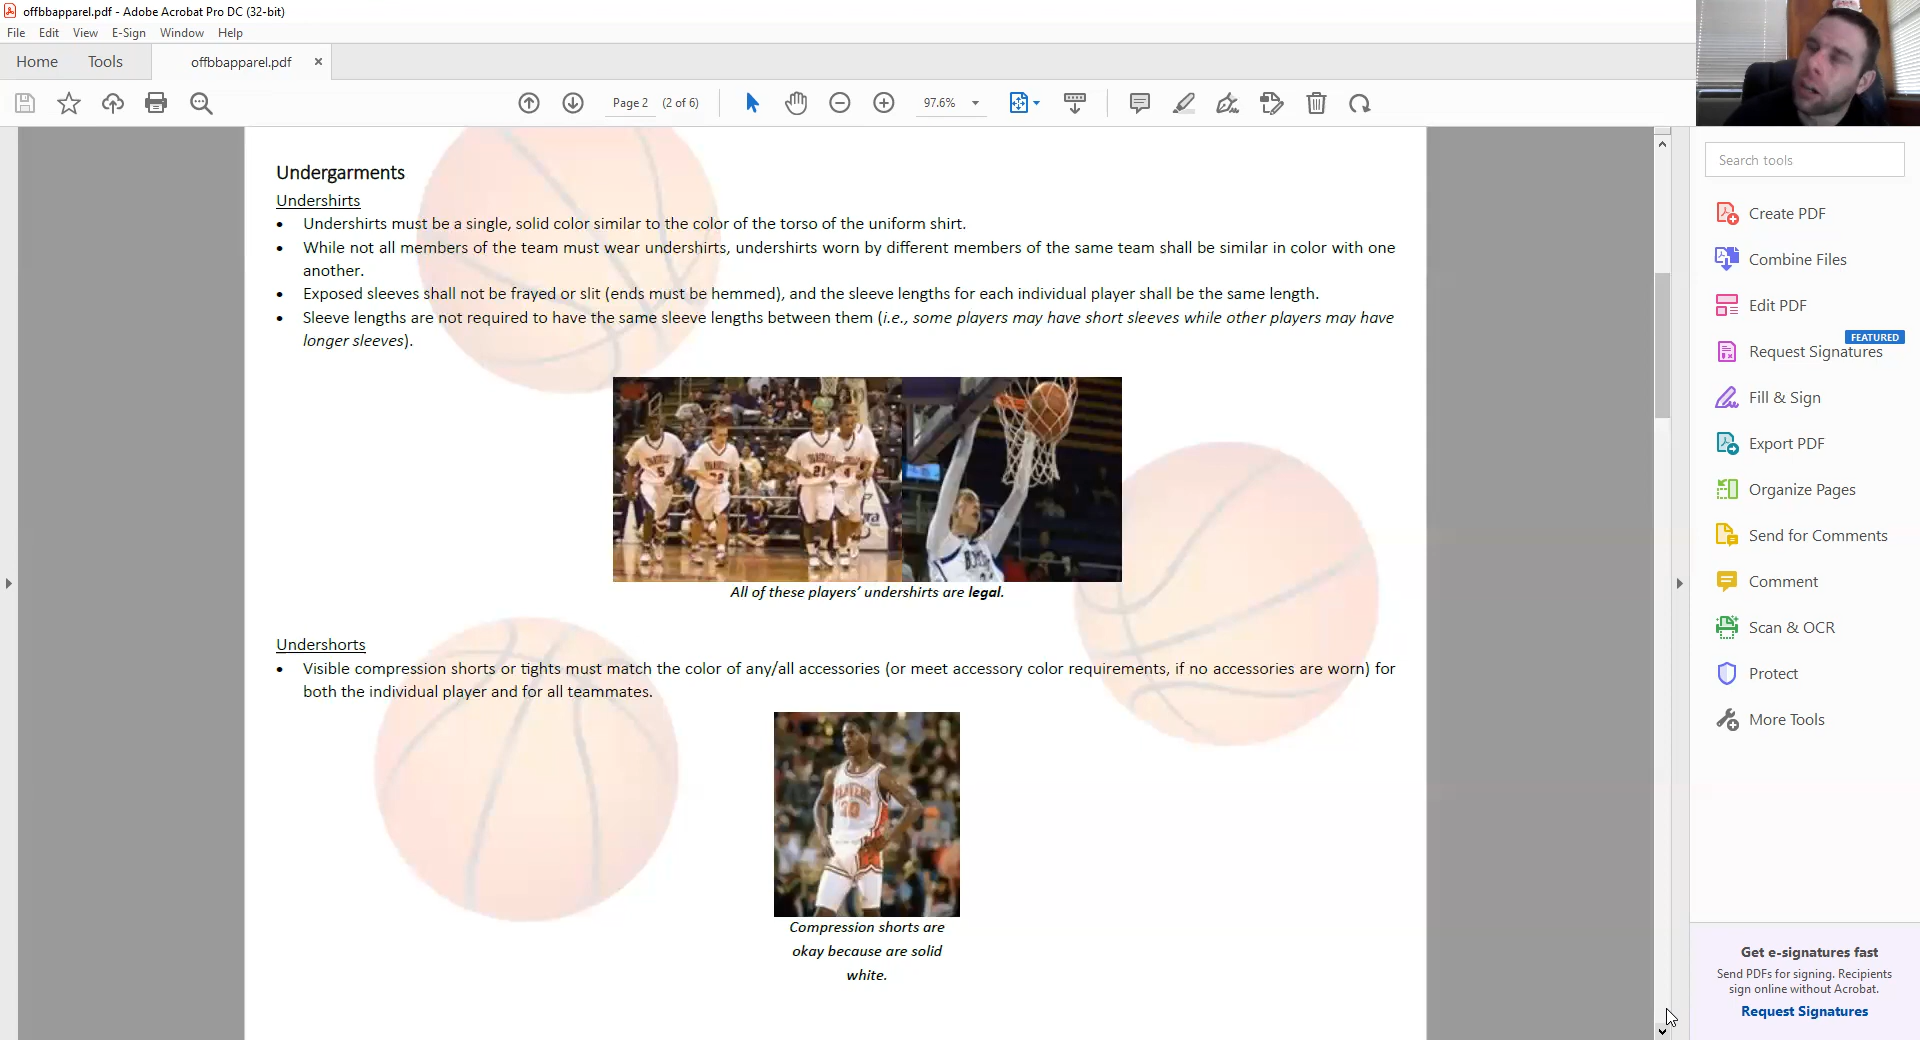 offbbapparel.pdf - Adobe Acrobat Pro DC (32-bit)
File Edit View E-Sign Window Help
Home Tools offbbapparel.pdf ×
Page 2 (2 of 6) 97.6%
Undergarments
Undershirts
• Undershirts must be a single, solid color similar to the color of the torso of the uniform shirt.
• While not all members of the team must wear undershirts, undershirts worn by different members of the same team shall be similar in color with one
another.
• Exposed sleeves shall not be frayed or slit (ends must be hemmed), and the sleeve lengths for each individual player shall be the same length.
• Sleeve lengths are not required to have the same sleeve lengths between them (i.e., some players may have short sleeves while other players may have
longer sleeves).
5
21
4
All of these players' undershirts are legal.
Undershorts
• Visible compression shorts or tights must match the color of any/all accessories (or meet accessory color requirements, if no accessories are worn) for
both the individual player and for all teammates.
Compression shorts are
okay because are solid
white.
Search tools
Create PDF
Combine Files
Edit PDF
FEATURED
Request Signatures
Fill & Sign
Export PDF
Organize Pages
Send for Comments
Comment
Scan & OCR
Protect
More Tools
Get e-signatures fast
Send PDFs for signing. Recipients
sign online without Acrobat.
Request Signatures